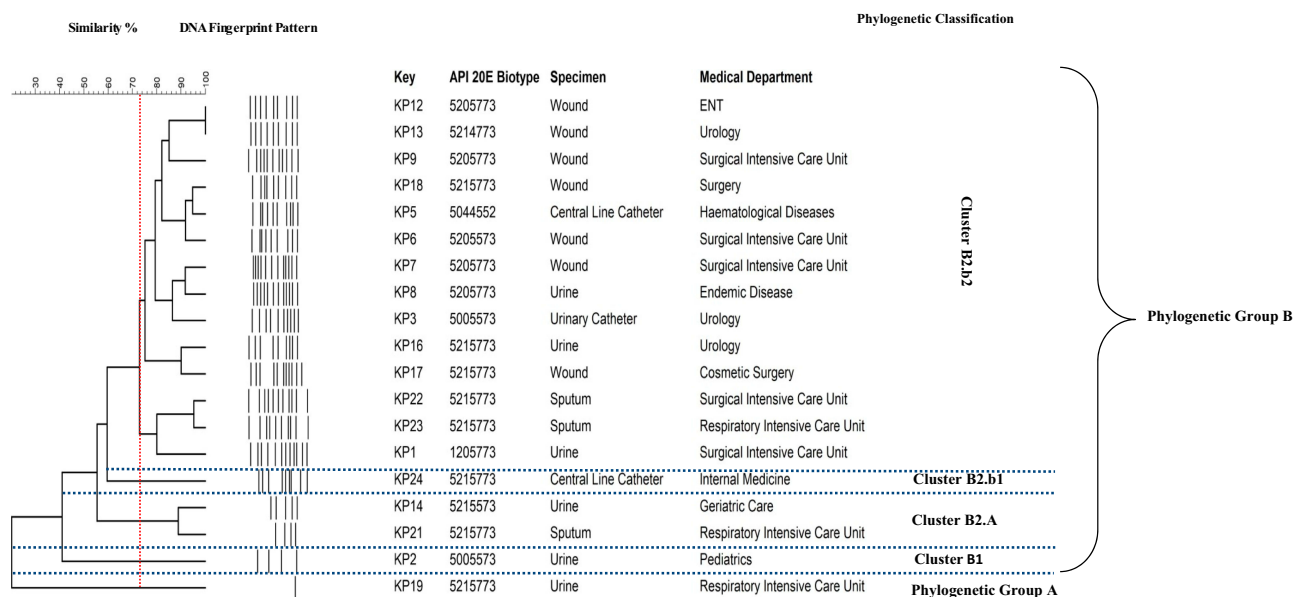 Phylogenetic Classification
Similarity % DNA Fingerprint Pattern
30 40 50 60 70 80 90 100
Key API 20E Biotype Specimen Medical Department
KP12 5205773 Wound ENT
KP13 5214773 Wound Urology
KP9 5205773 Wound Surgical Intensive Care Unit
KP18 5215773 Wound Surgery
KP5 5044552 Central Line Catheter Haematological Diseases
KP6 5205573 Wound Surgical Intensive Care Unit
KP7 5205773 Wound Surgical Intensive Care Unit
KP8 5205773 Urine Endemic Disease
KP3 5005573 Urinary Catheter Urology
KP16 5215773 Urine Urology
KP17 5215773 Wound Cosmetic Surgery
KP22 5215773 Sputum Surgical Intensive Care Unit
KP23 5215773 Sputum Respiratory Intensive Care Unit
KP1 1205773 Urine Surgical Intensive Care Unit
Cluster B2.b2
Phylogenetic Group B
KP24 5215773 Central Line Catheter Internal Medicine Cluster B2.b1
KP14 5215573 Urine Geriatric Care
Cluster B2.A
KP21 5215773 Sputum Respiratory Intensive Care Unit
KP2 5005573 Urine Pediatrics Cluster B1
KP19 5215773 Urine Respiratory Intensive Care Unit Phylogenetic Group A